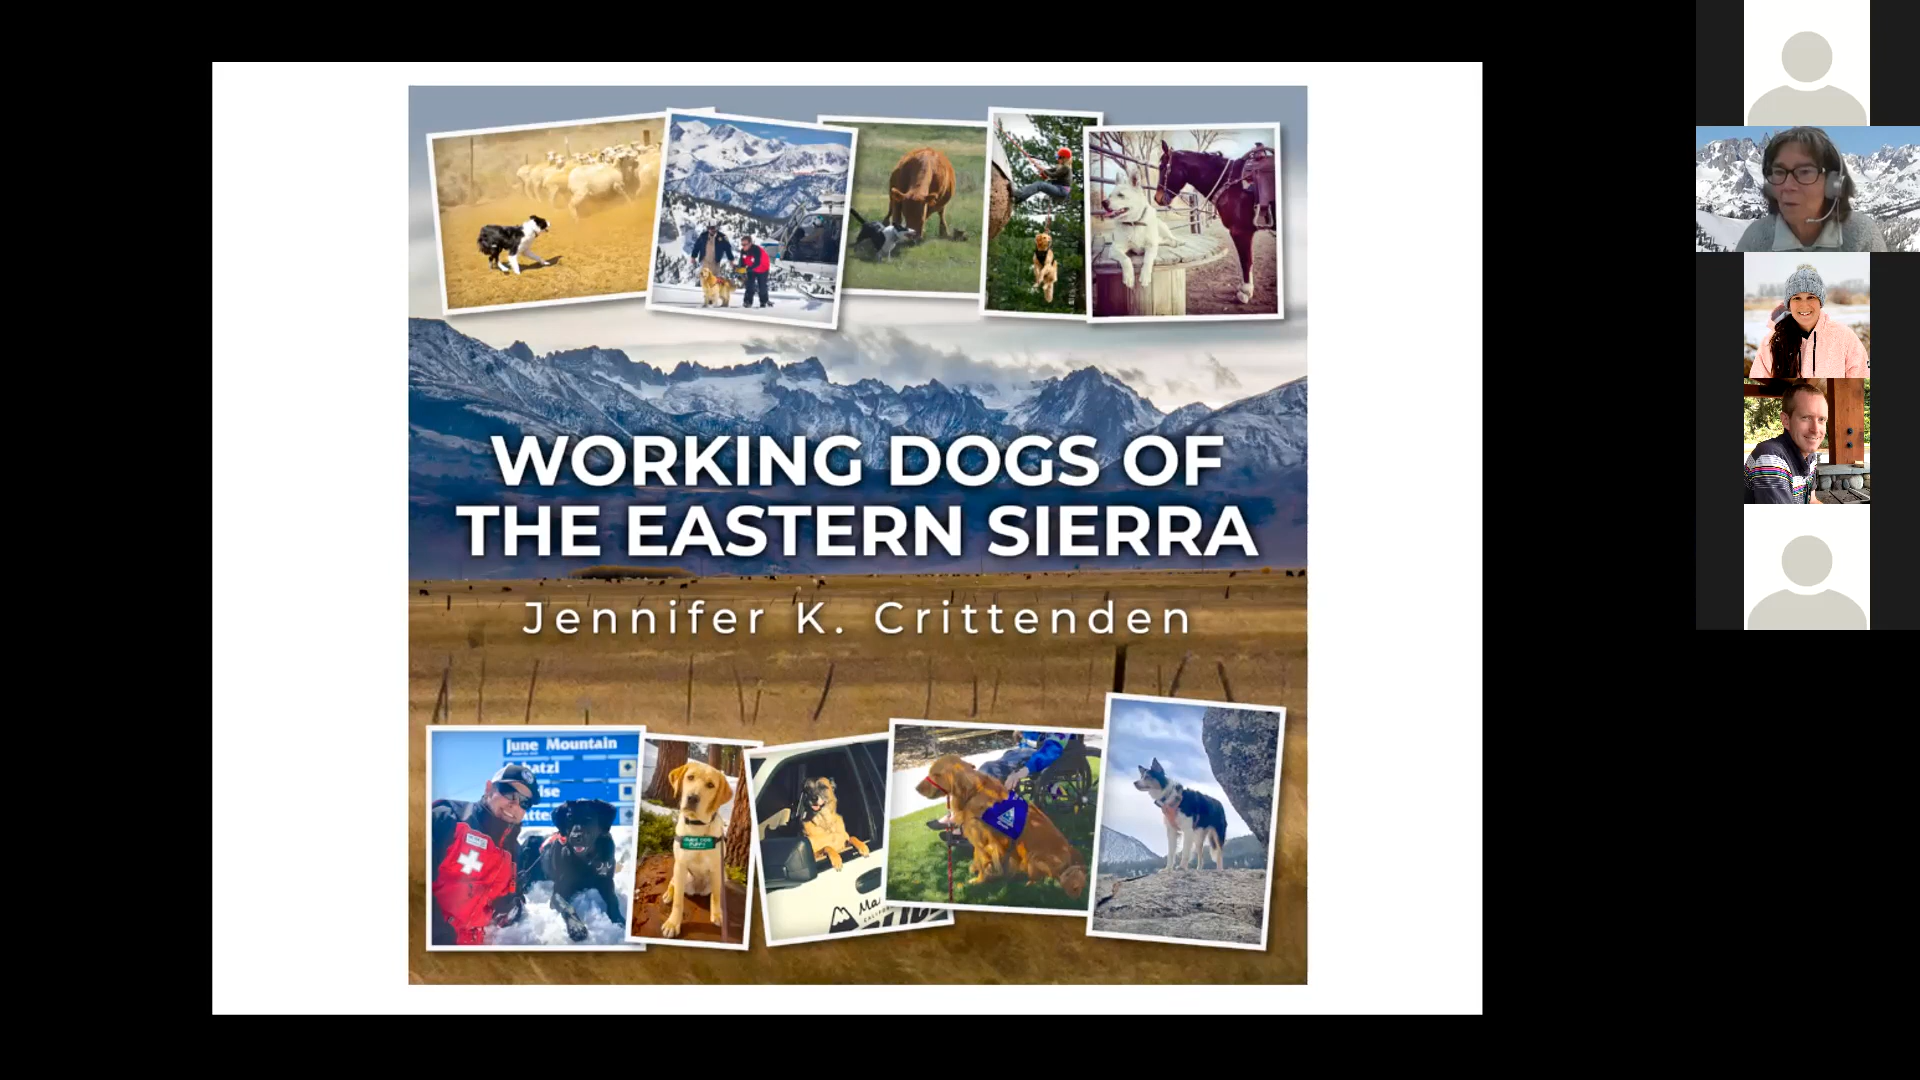 WORKING DOGS OF
THE EASTERN SIERRA
Jennifer K. Crittenden
June Mountain